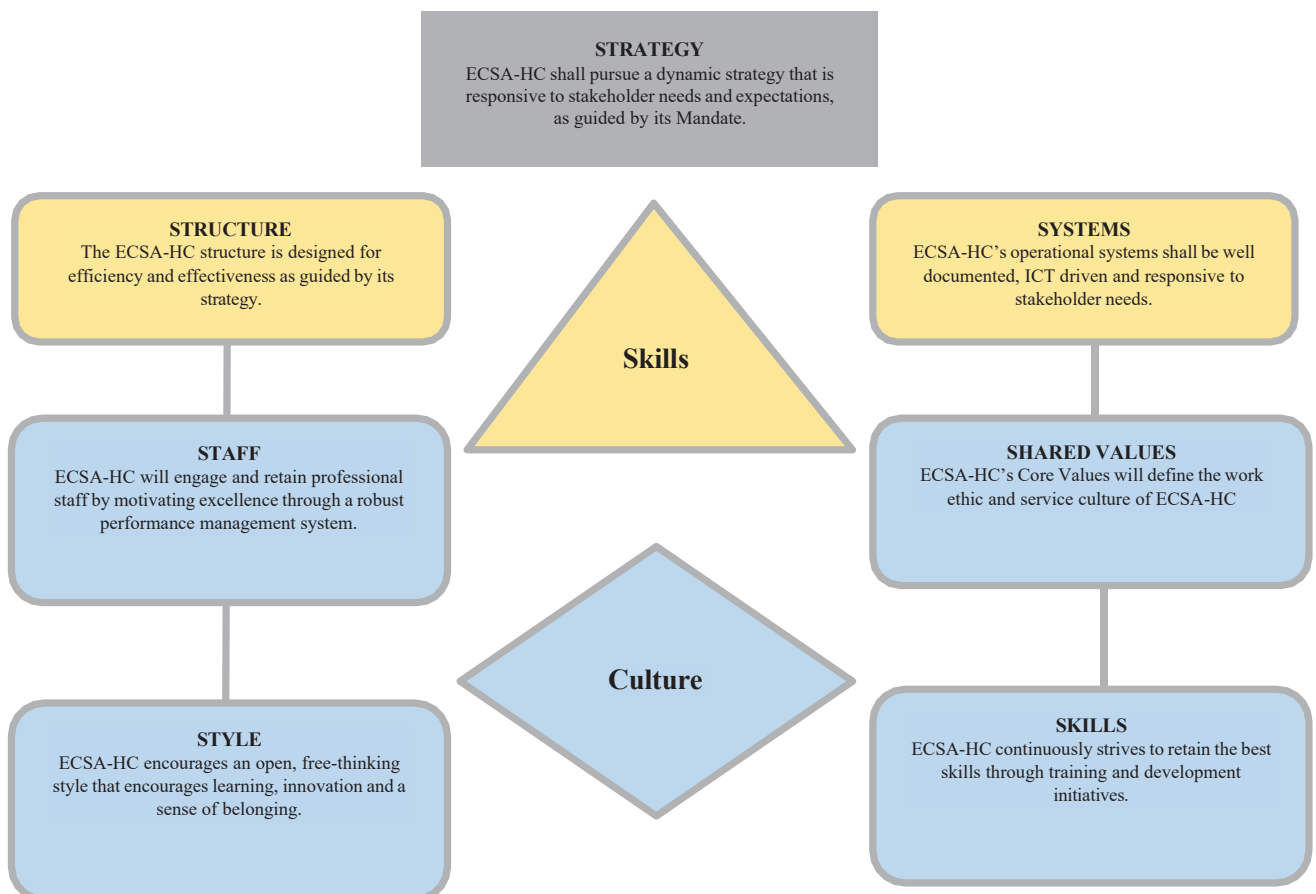 STRATEGY
ECSA-HC shall pursue a dynamic strategy that is
responsive to stakeholder needs and expectations,
as guided by its Mandate.
STRUCTURE
The ECSA-HC structure is designed for
efficiency and effectiveness as guided by its
strategy.
SYSTEMS
ECSA-HC’s operational systems shall be well
documented, ICT driven and responsive to
stakeholder needs.
Skills
STAFF
ECSA-HC will engage and retain professional
staff by motivating excellence through a robust
performance management system.
SHARED VALUES
ECSA-HC’s Core Values will define the work
ethic and service culture of ECSA-HC
Culture
STYLE
ECSA-HC encourages an open, free-thinking
style that encourages learning, innovation and a
sense of belonging.
SKILLS
ECSA-HC continuously strives to retain the best
skills through training and development
initiatives.